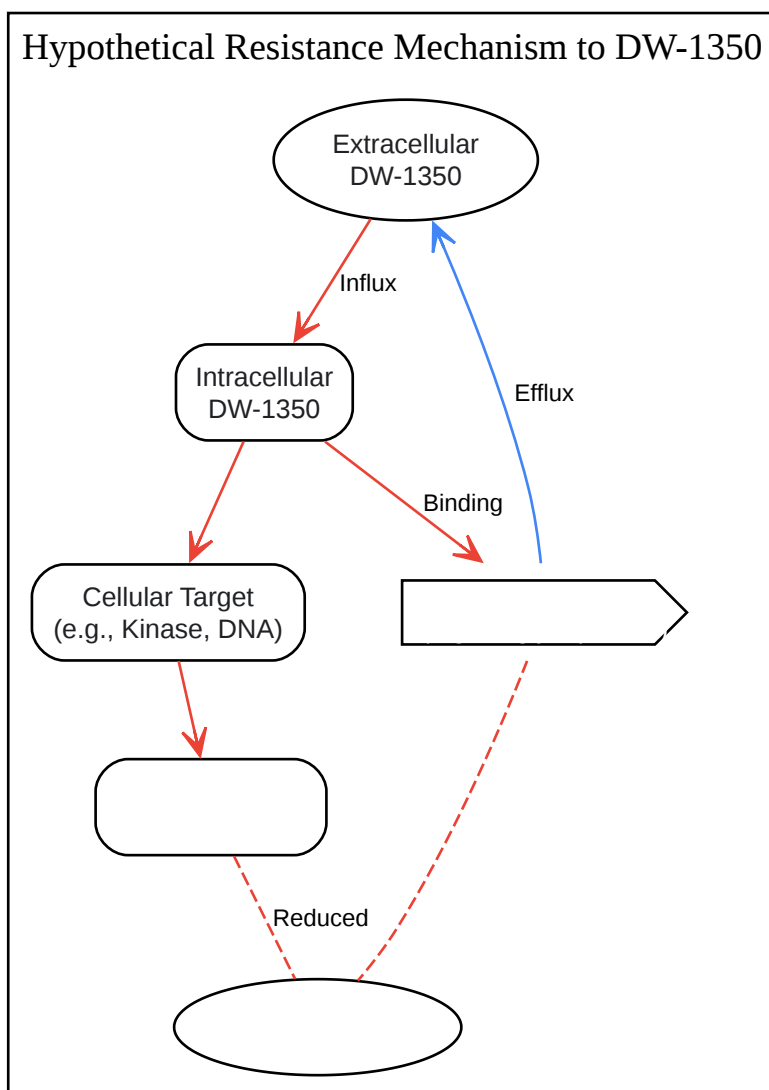 Hypothetical Resistance Mechanism to DW-1350
Extracellular
DW-1350
Influx
Intracellular
DW-1350
Efflux
Binding
Cellular Target
(e.g., Kinase, DNA)
Reduced